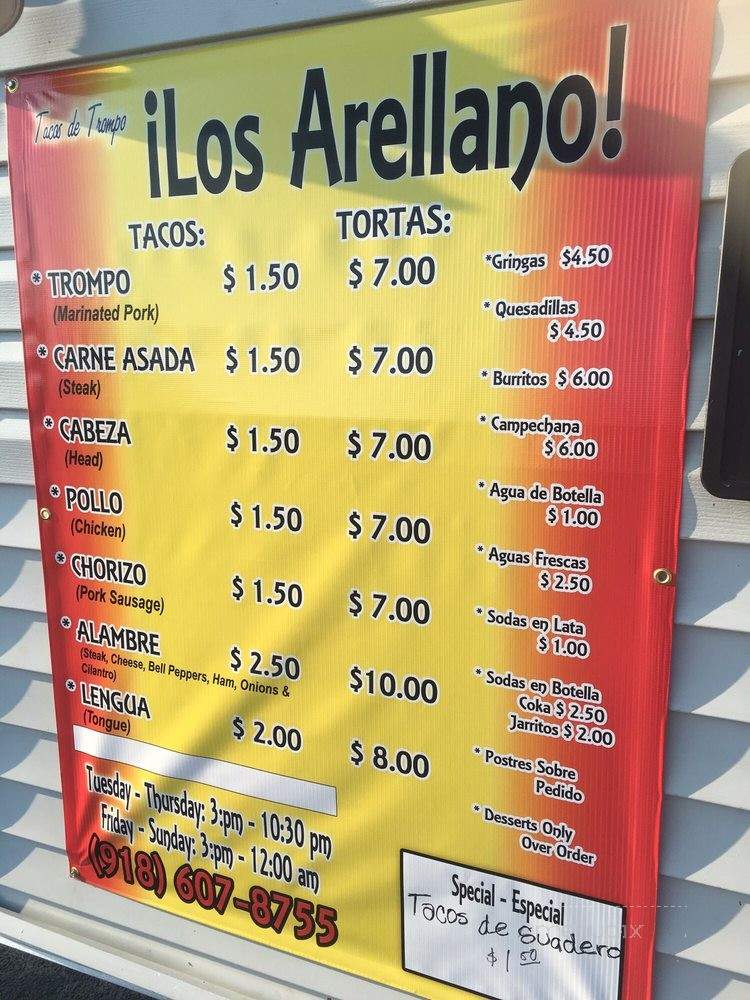 Tacos de Trompo
¡Los Arellano!
TACOS: TORTAS:
* TROMPO $ 1.50 $ 7.00
(Marinated Pork)
* CARNE ASADA $ 1.50 $ 7.00
(Steak)
* CABEZA $ 1.50 $ 7.00
(Head)
* POLLO $ 1.50 $ 7.00
(Chicken)
* CHORIZO $ 1.50 $ 7.00
(Pork Sausage)
* ALAMBRE $ 2.50 $10.00
(Steak, Cheese, Bell Peppers, Ham, Onions &
Cilantro)
* LENGUA $ 2.00 $ 8.00
(Tongue)
*Gringas $4.50
* Quesadillas
$ 4.50
* Burritos $ 6.00
* Campechana
$ 6.00
* Agua de Botella
$ 1.00
* Aguas Frescas
$ 2.50
* Sodas en Lata
$ 1.00
* Sodas en Botella
Coka $ 2.50
Jarritos $ 2.00
* Postres Sobre
Pedido
* Desserts Only
Over Order
Tuesday - Thursday: 3:pm - 10:30 pm
Friday - Sunday: 3:pm - 12:00 am
(918) 607-8755
Special - Especial
Tacos de Suadero
$ 1 50